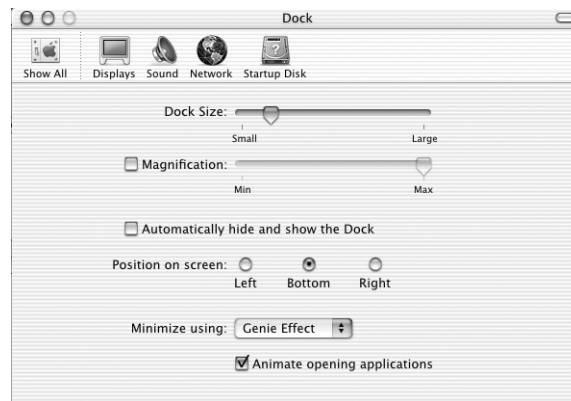 Dock
Show All Displays Sound Network Startup Disk
Dock Size:
Small Large
Magnification:
Min Max
Automatically hide and show the Dock
Position on screen:
Left Bottom Right
Minimize using: Genie Effect
Animate opening applications